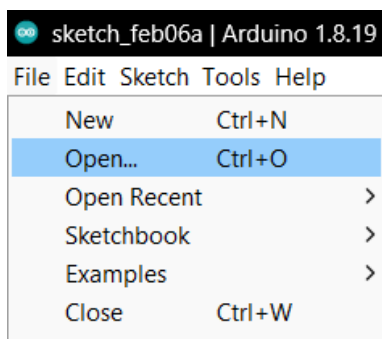 sketch_feb06a | Arduino 1.8.19
File Edit Sketch Tools Help
New Ctrl+N
Open... Ctrl+O
Open Recent >
Sketchbook >
Examples >
Close Ctrl+W